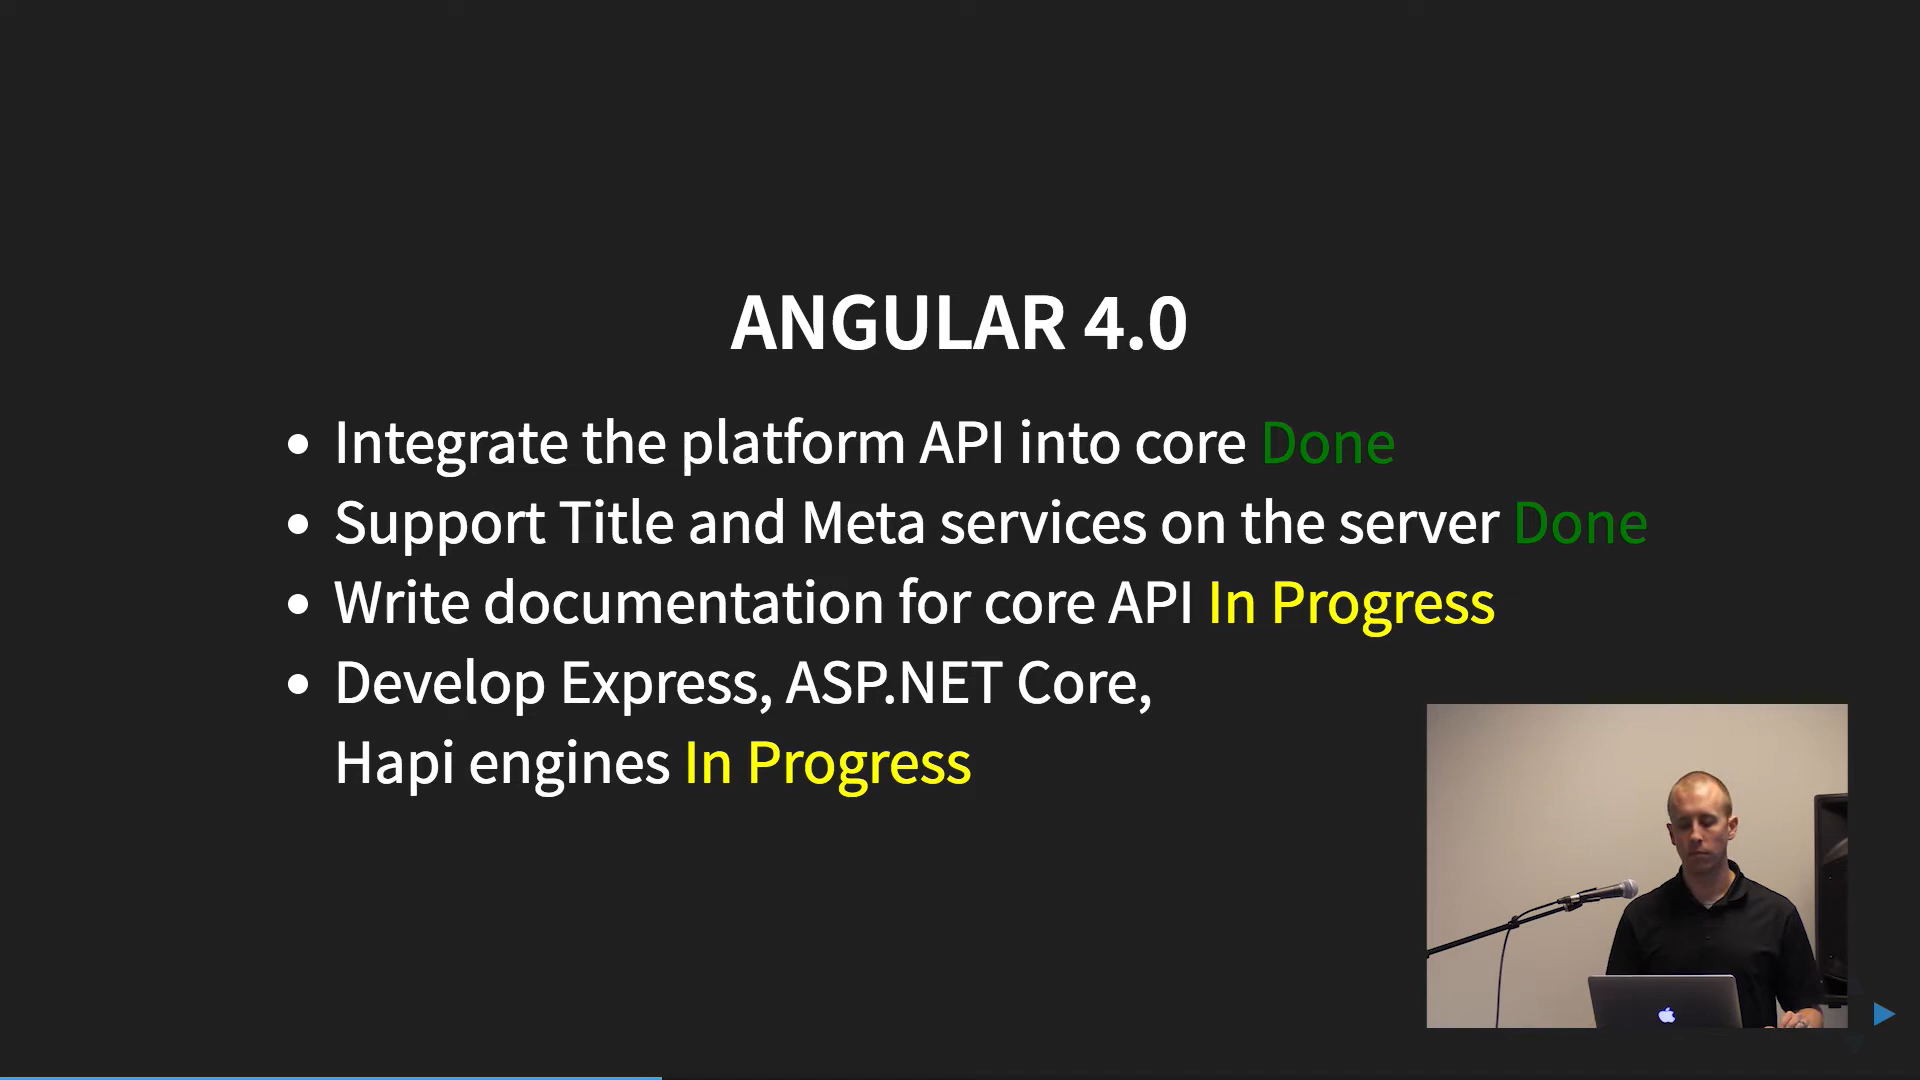 ANGULAR 4.0
Integrate the platform API into core Done
Support Title and Meta services on the server Done
Write documentation for core API In Progress
Develop Express, ASP.NET Core,
Hapi engines In Progress